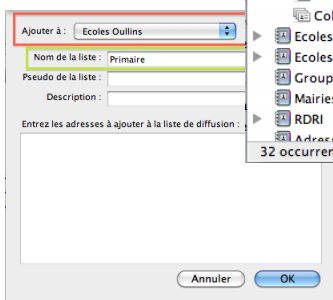 Ajouter à : Ecoles Oullins
Nom de la liste : Primaire
Pseudo de la liste :
Description :
Entrez les adresses à ajouter à la liste de diffusion :
Annuler OK
Ecoles
Ecoles
Group
Mairies
RDRI
32 occurren